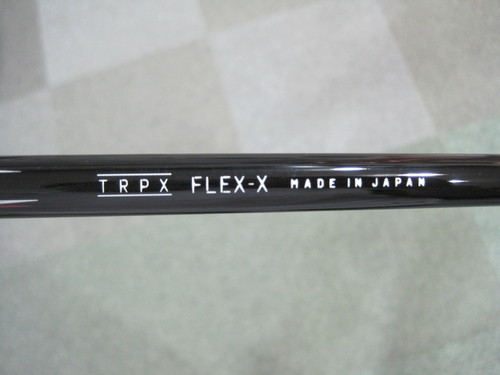 TRPX FLEX-X MADE IN JAPAN